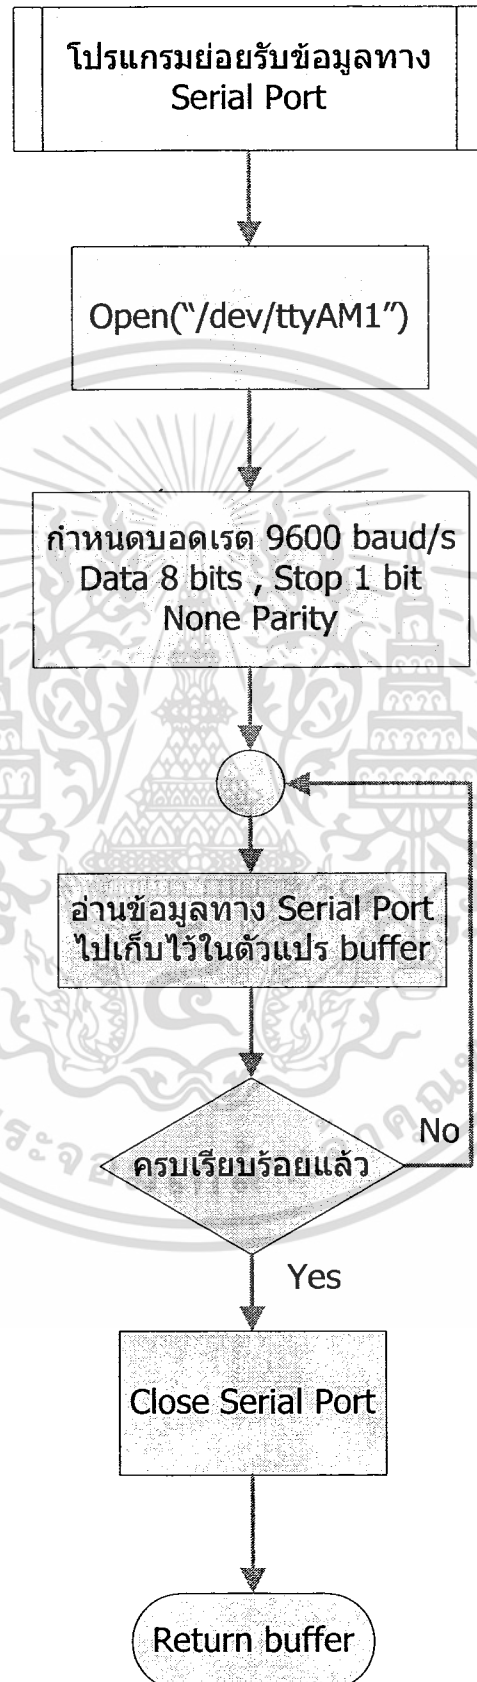 โปรแกรมย่อยรับข้อมูลทาง
Serial Port
Open(“/dev/ttyAM1”)
กำหนดบอดเรต 9600 baud/s
Data 8 bits , Stop 1 bit
None Parity
อ่านข้อมูลทาง Serial Port
ไปเก็บไว้ในตัวแปร buffer
ครบเรียบร้อยแล้ว
No
Yes
Close Serial Port
Return buffer